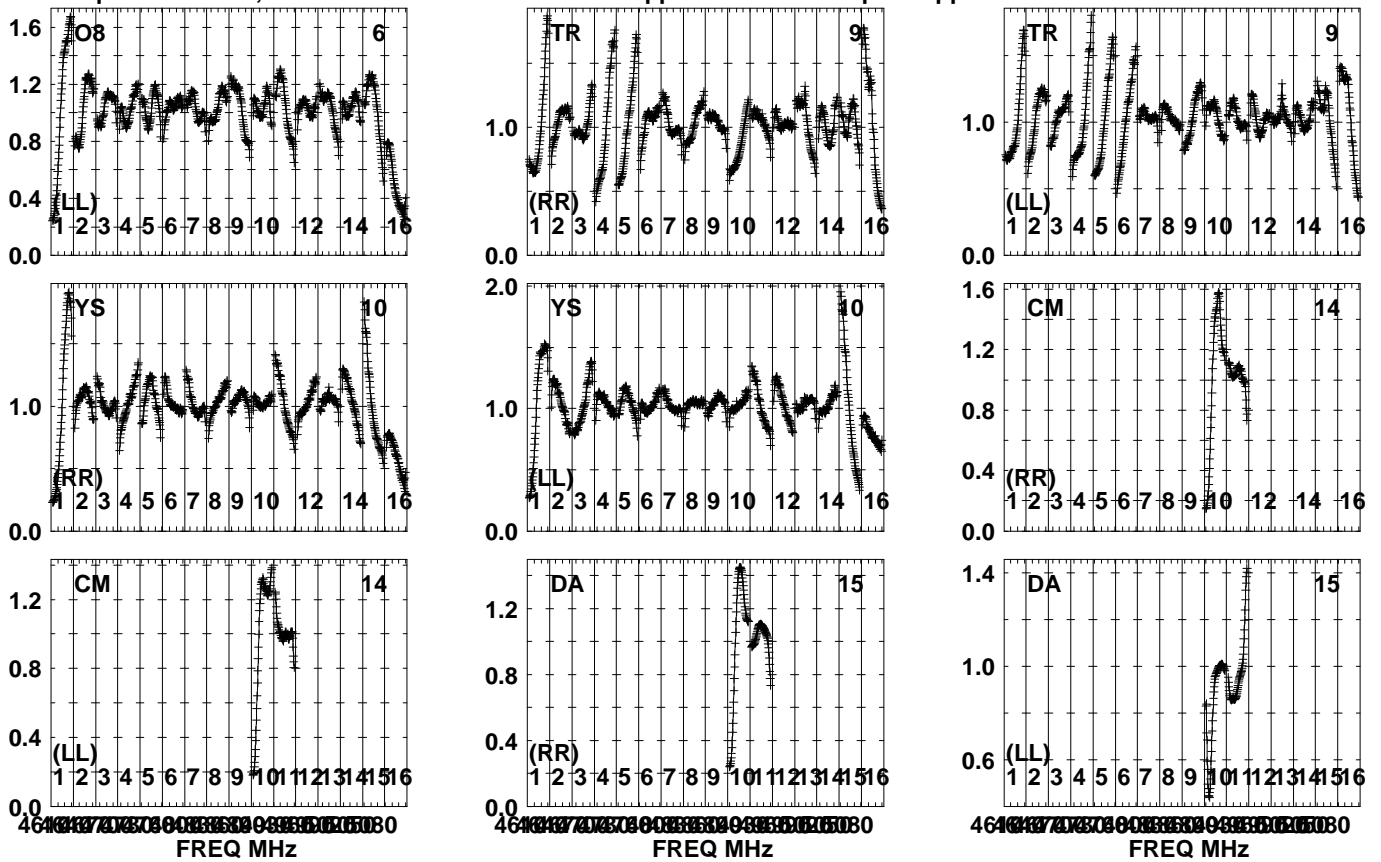 1.6 O8 6 TR 9 TR 9
1.2
0.8 1.0 1.0
0.4
(LL) (RR) (LL)
1 2 3 4 5 6 7 8 9 10 12 14 16 1 2 3 4 5 6 7 8 9 10 12 14 16 1 2 3 4 5 6 7 8 9 10 12 14 16
0.0 0.0 0.0
YS 10 2.0 YS 10 1.6 CM 14
1.2
1.0 1.0 0.8
(RR) (LL) 0.4 (RR)
1 2 3 4 5 6 7 8 9 10 12 14 16 1 2 3 4 5 6 7 8 9 10 12 14 16 1 2 3 4 5 6 7 8 9 10 12 14 16
0.0 0.0 0.0
CM 14 DA 15 1.4 DA 15
1.2 1.2
0.8 0.8 1.0
0.4 0.4 0.6
(LL) (RR) (LL)
1 2 3 4 5 6 7 8 9 10 11 12 13 14 15 16 1 2 3 4 5 6 7 8 9 10 11 12 13 14 15 16 1 2 3 4 5 6 7 8 9 10 11 12 13 14 15 16
0.0 0.0
FREQ MHz FREQ MHz FREQ MHz